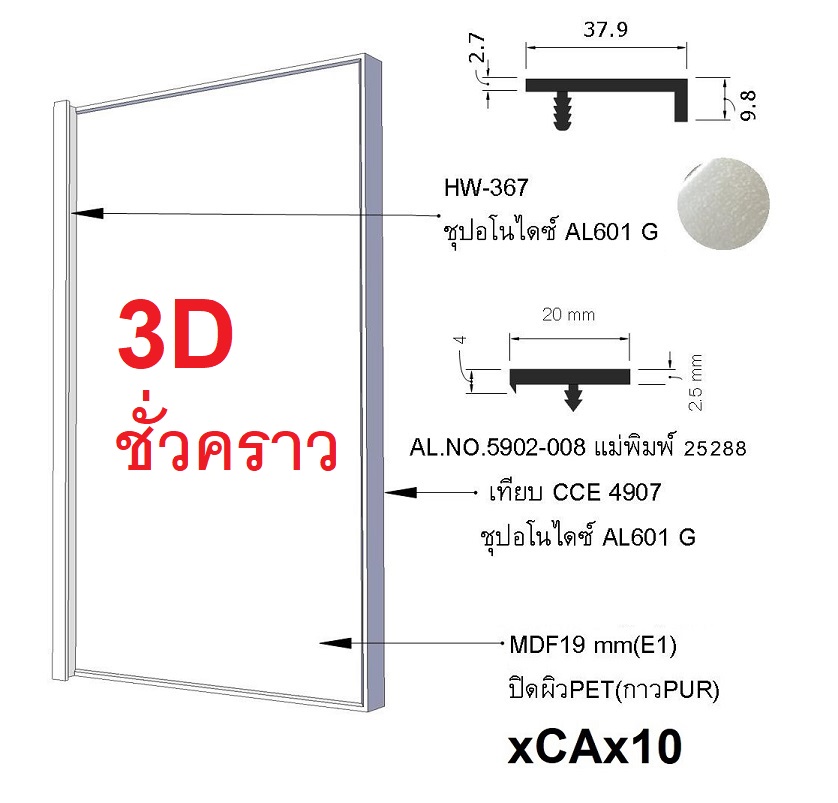 37.9
2.7
9.8
HW-367
ชุปอโนไดซ์ AL601 G
3D
ชั่วคราว
20 mm
4
2.5 mm
AL.NO.5902-008 แม่พิมพ์ 25288
เทียบ CCE 4907
ชุปอโนไดซ์ AL601 G
MDF19 mm(E1)
ปิดผิวPET(กาวPUR)
xCAx10